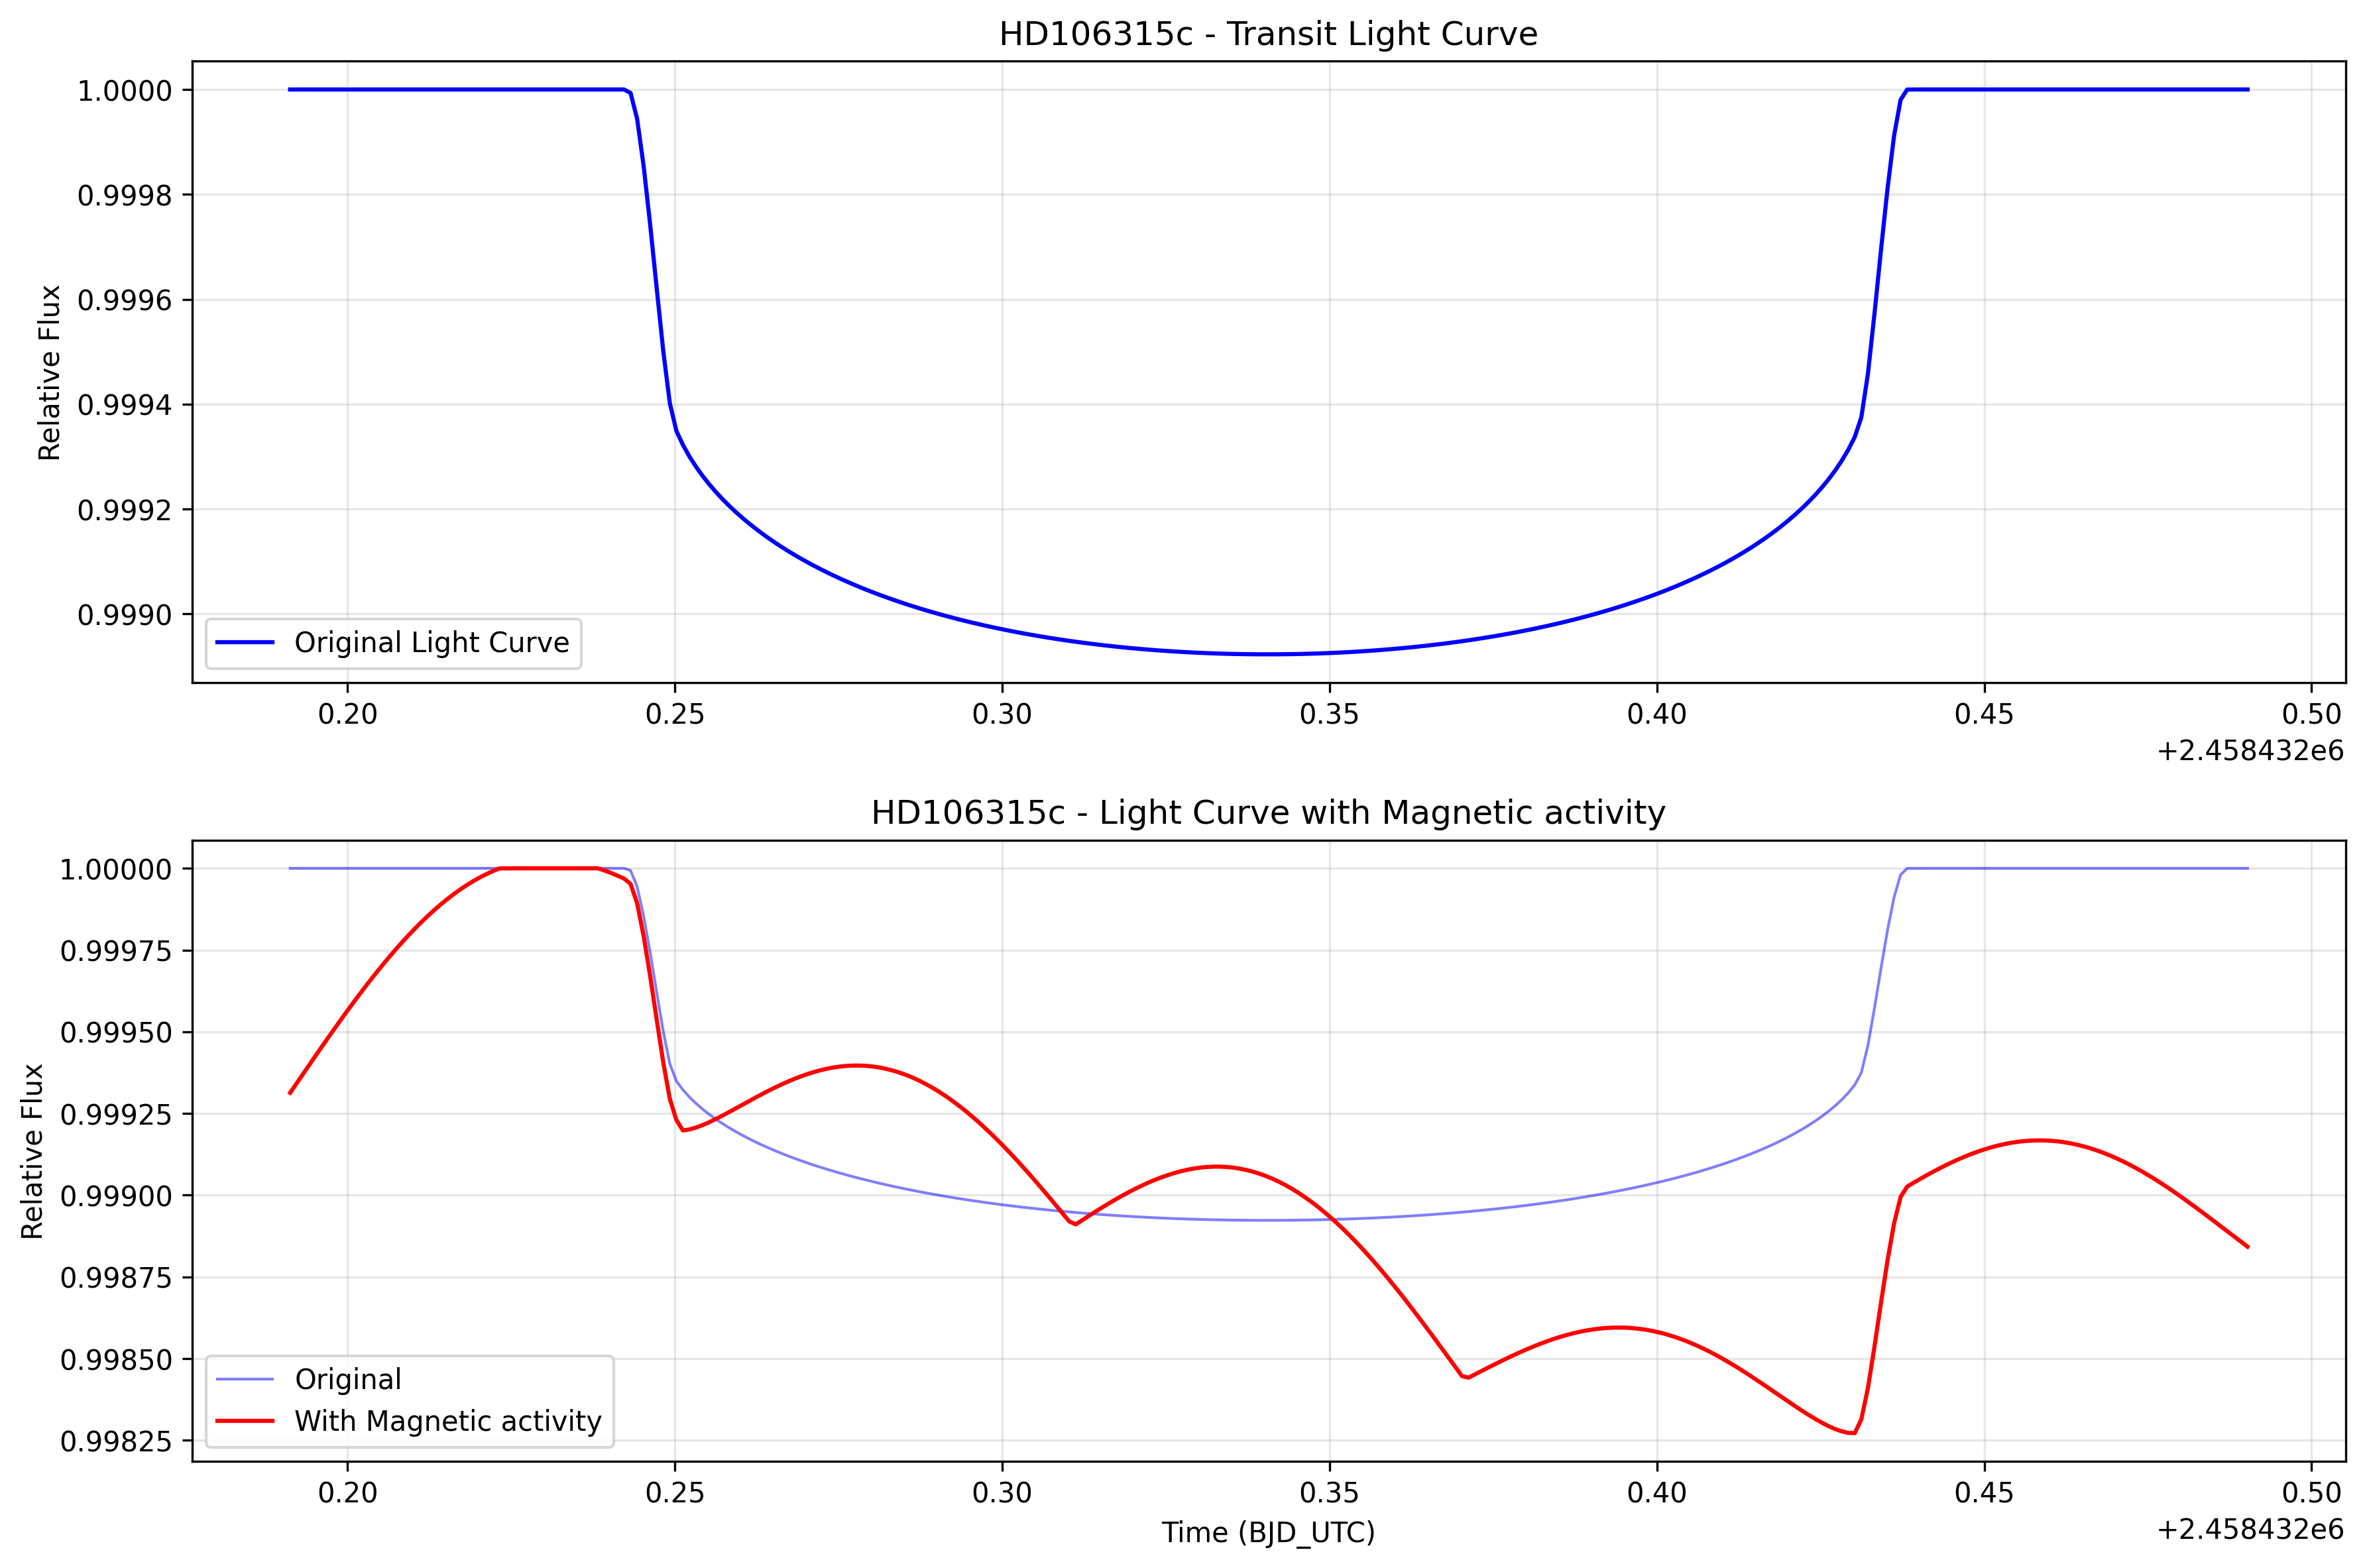 HD106315c - Transit Light Curve
Relative Flux
1.0000
0.9998
0.9996
0.9994
0.9992
0.9990
Original Light Curve
0.20 0.25 0.30 0.35 0.40 0.45 0.50
+2.458432e6
HD106315c - Light Curve with Magnetic activity
Relative Flux
1.00000
0.99975
0.99950
0.99925
0.99900
0.99875
0.99850
0.99825
Original
With Magnetic activity
0.20 0.25 0.30 0.35 0.40 0.45 0.50
+2.458432e6
Time (BJD_UTC)